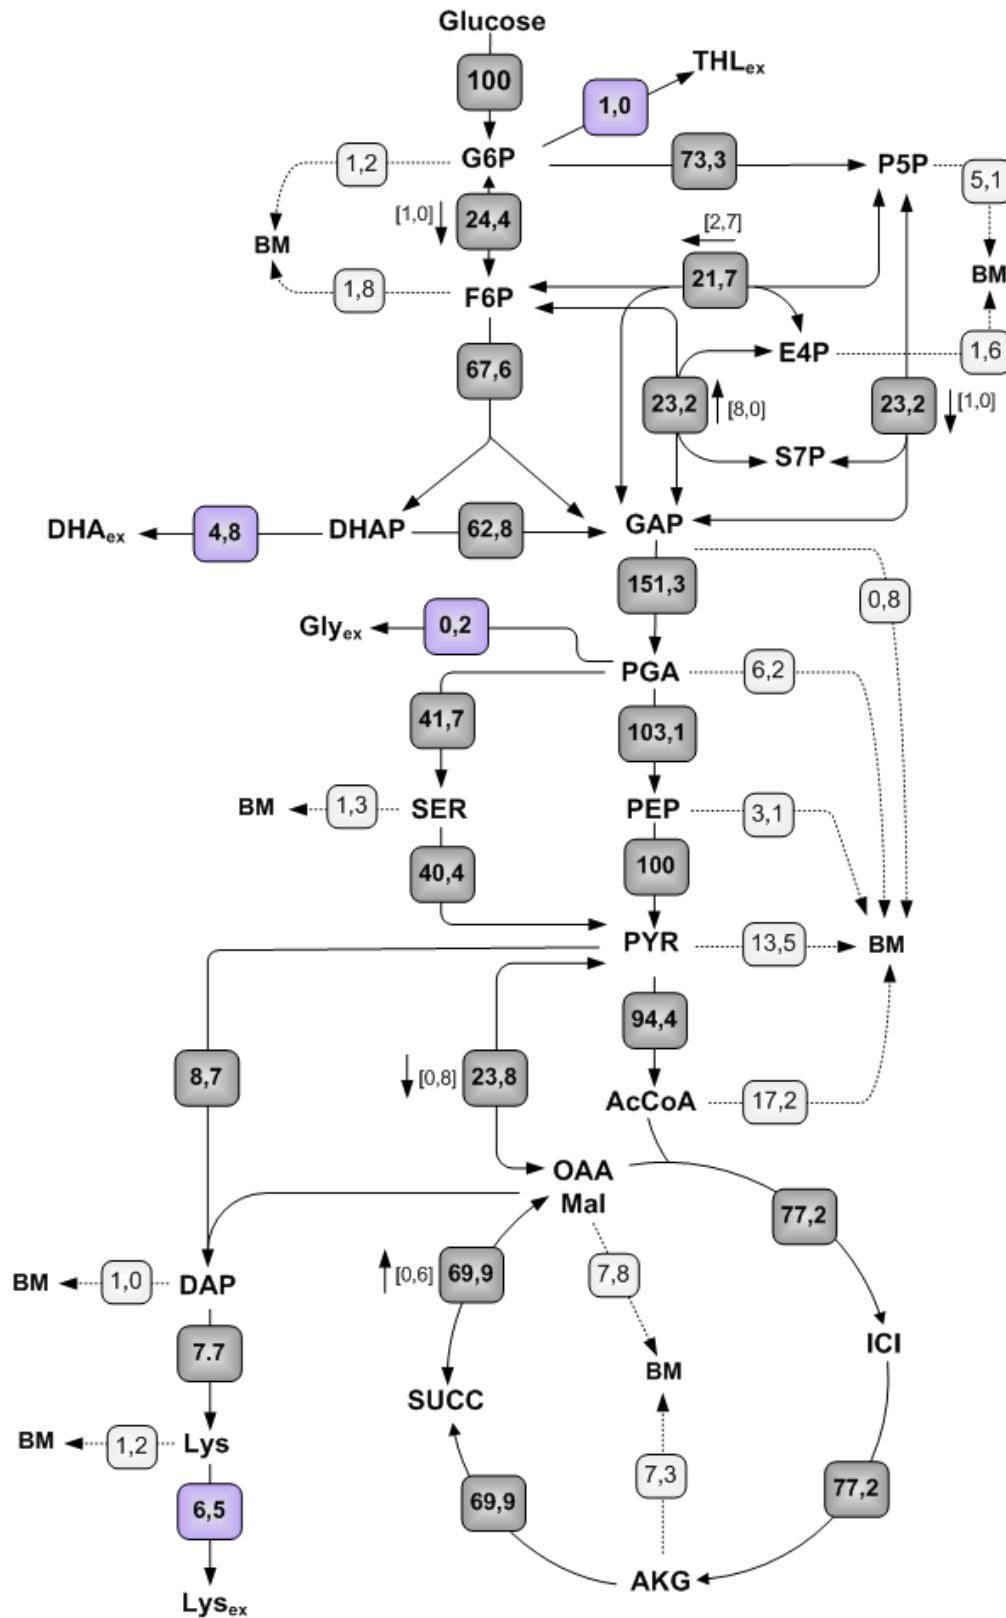 Glucose
100
THLex
1,0
G6P
1,2
73,3
P5P
5,1
[1,0]
24,4
[2,7]
BM
21,7
BM
1,8
F6P
E4P
1,6
67,6
23,2
[8,0]
23,2
[1,0]
S7P
DHAex
4,8
DHAP
62,8
GAP
151,3
0,8
Glyex
0,2
PGA
6,2
41,7
103,1
BM
1,3
SER
PEP
3,1
40,4
100
PYR
13,5
BM
94,4
8,7
[0,8]
23,8
AcCoA
17,2
OAA
Mal
77,2
BM
1,0
DAP
[0,6]
69,9
7,8
7.7
ICI
BM
SUCC
BM
1,2
Lys
7,3
77,2
6,5
69,9
AKG
Lysex